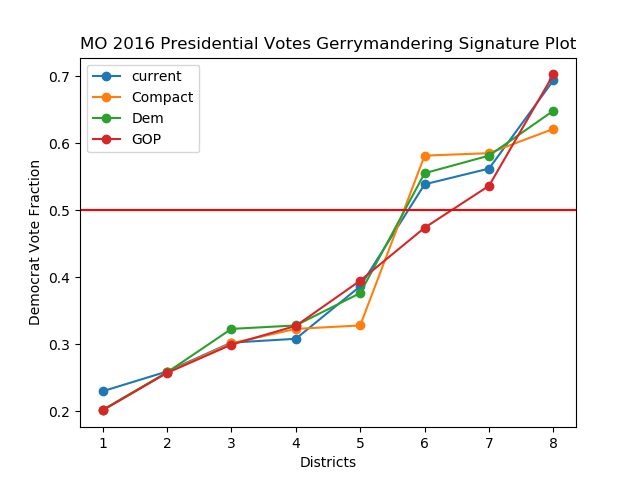 MO 2016 Presidential Votes Gerrymandering Signature Plot
current
Compact
Dem
GOP
Democrat Vote Fraction
0.7
0.6
0.5
0.4
0.3
0.2
1 2 3 4 5 6 7 8
Districts